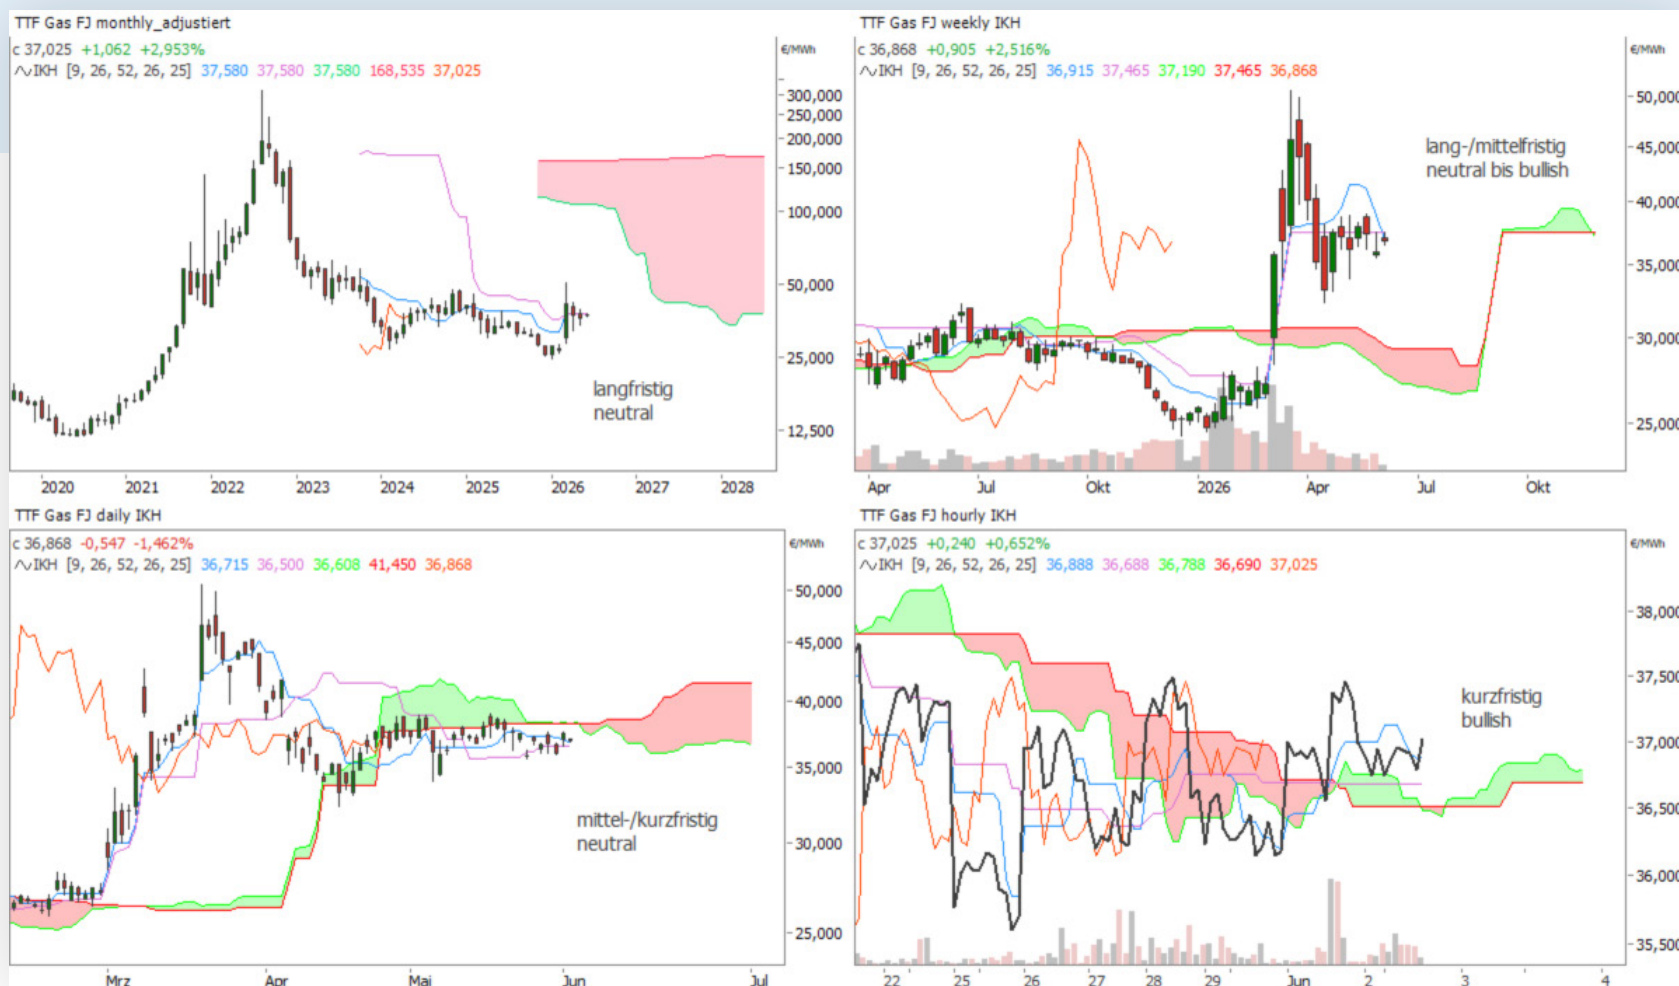 TTF Gas FJ monthly_adjustiert
c 37,025 +1,062 +2,953%
€/MWh
IKH [9, 26, 52, 26, 25] 37,580 37,580 37,580 168,535 37,025
300,000
250,000
200,000
150,000
100,000
50,000
25,000
12,500
langfristig
neutral
2020 2021 2022 2023 2024 2025 2026 2027 2028
TTF Gas FJ weekly IKH
c 36,868 +0,905 +2,516%
€/MWh
IKH [9, 26, 52, 26, 25] 36,915 37,465 37,190 37,465 36,868
50,000
45,000
40,000
35,000
30,000
25,000
lang-/mittelfristig
neutral bis bullish
Apr Jul Okt 2026 Apr Jul Okt
TTF Gas FJ daily IKH
c 36,868 -0,547 -1,462%
€/MWh
IKH [9, 26, 52, 26, 25] 36,715 36,500 36,608 41,450 36,868
50,000
45,000
40,000
35,000
30,000
25,000
mittel-/kurzfristig
neutral
Mrz Apr Mai Jun Jul
TTF Gas FJ hourly IKH
c 37,025 +0,240 +0,652%
€/MWh
IKH [9, 26, 52, 26, 25] 36,888 36,688 36,788 36,690 37,025
38,000
37,500
37,000
36,500
36,000
35,500
kurzfristig
bullish
22 25 26 27 28 29 Jun 2 3 4